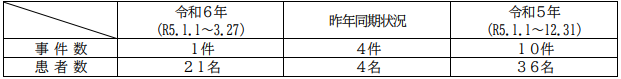 令和６年 昨年同期状況 令和５年
(R5.1.1～3.27) (R5.1.1～12.31)
事件数 １件 ４件 １０件
患者数 ２１名 ４名 ３６名